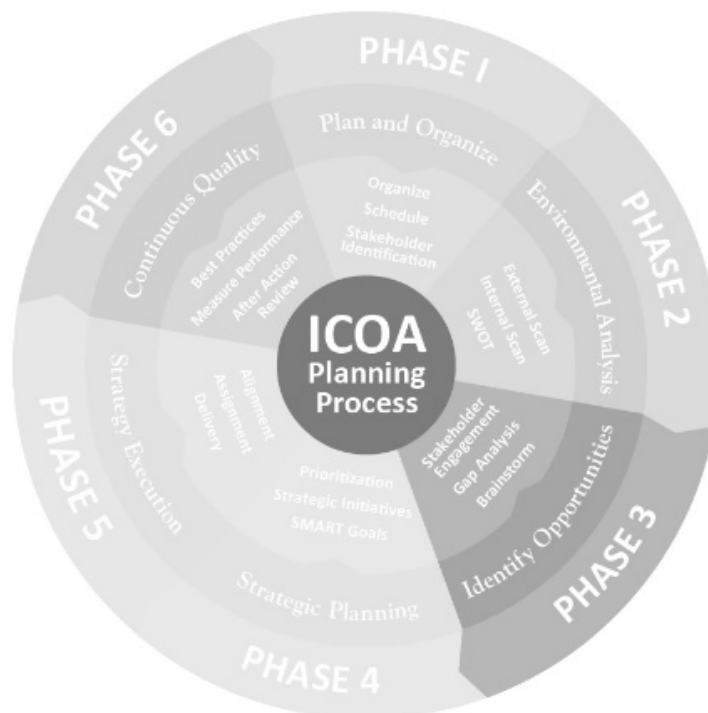 ICOA
Planning
Process
PHASE I
Plan and Organize
Organize
Schedule
Stakeholder
Identification
PHASE 2
Environmental Analysis
External Scan
Internal Scan
SWOT
PHASE 3
Identify Opportunities
Stakeholder
Engagement
Gap Analysis
Brainstorm
PHASE 4
Strategic Planning
Prioritization
Strategic Initiatives
SMART Goals
PHASE 5
Strategy Execution
Alignment
Assignment
Delivery
PHASE 6
Continuous Quality
Best Practices
Measure Performance
After Action
Review